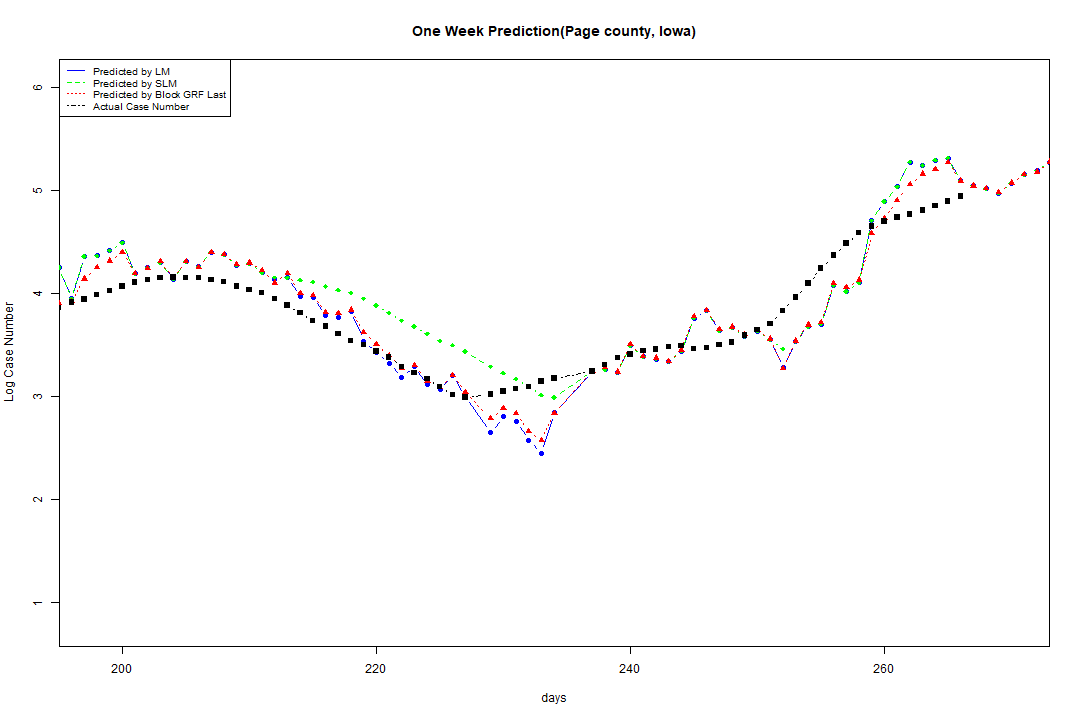 One Week Prediction(Page county, Iowa)
Predicted by LM
Predicted by SLM
Predicted by Block GRF Last
Actual Case Number
6
5
4
3
2
1
Log Case Number
200 220 240 260
days